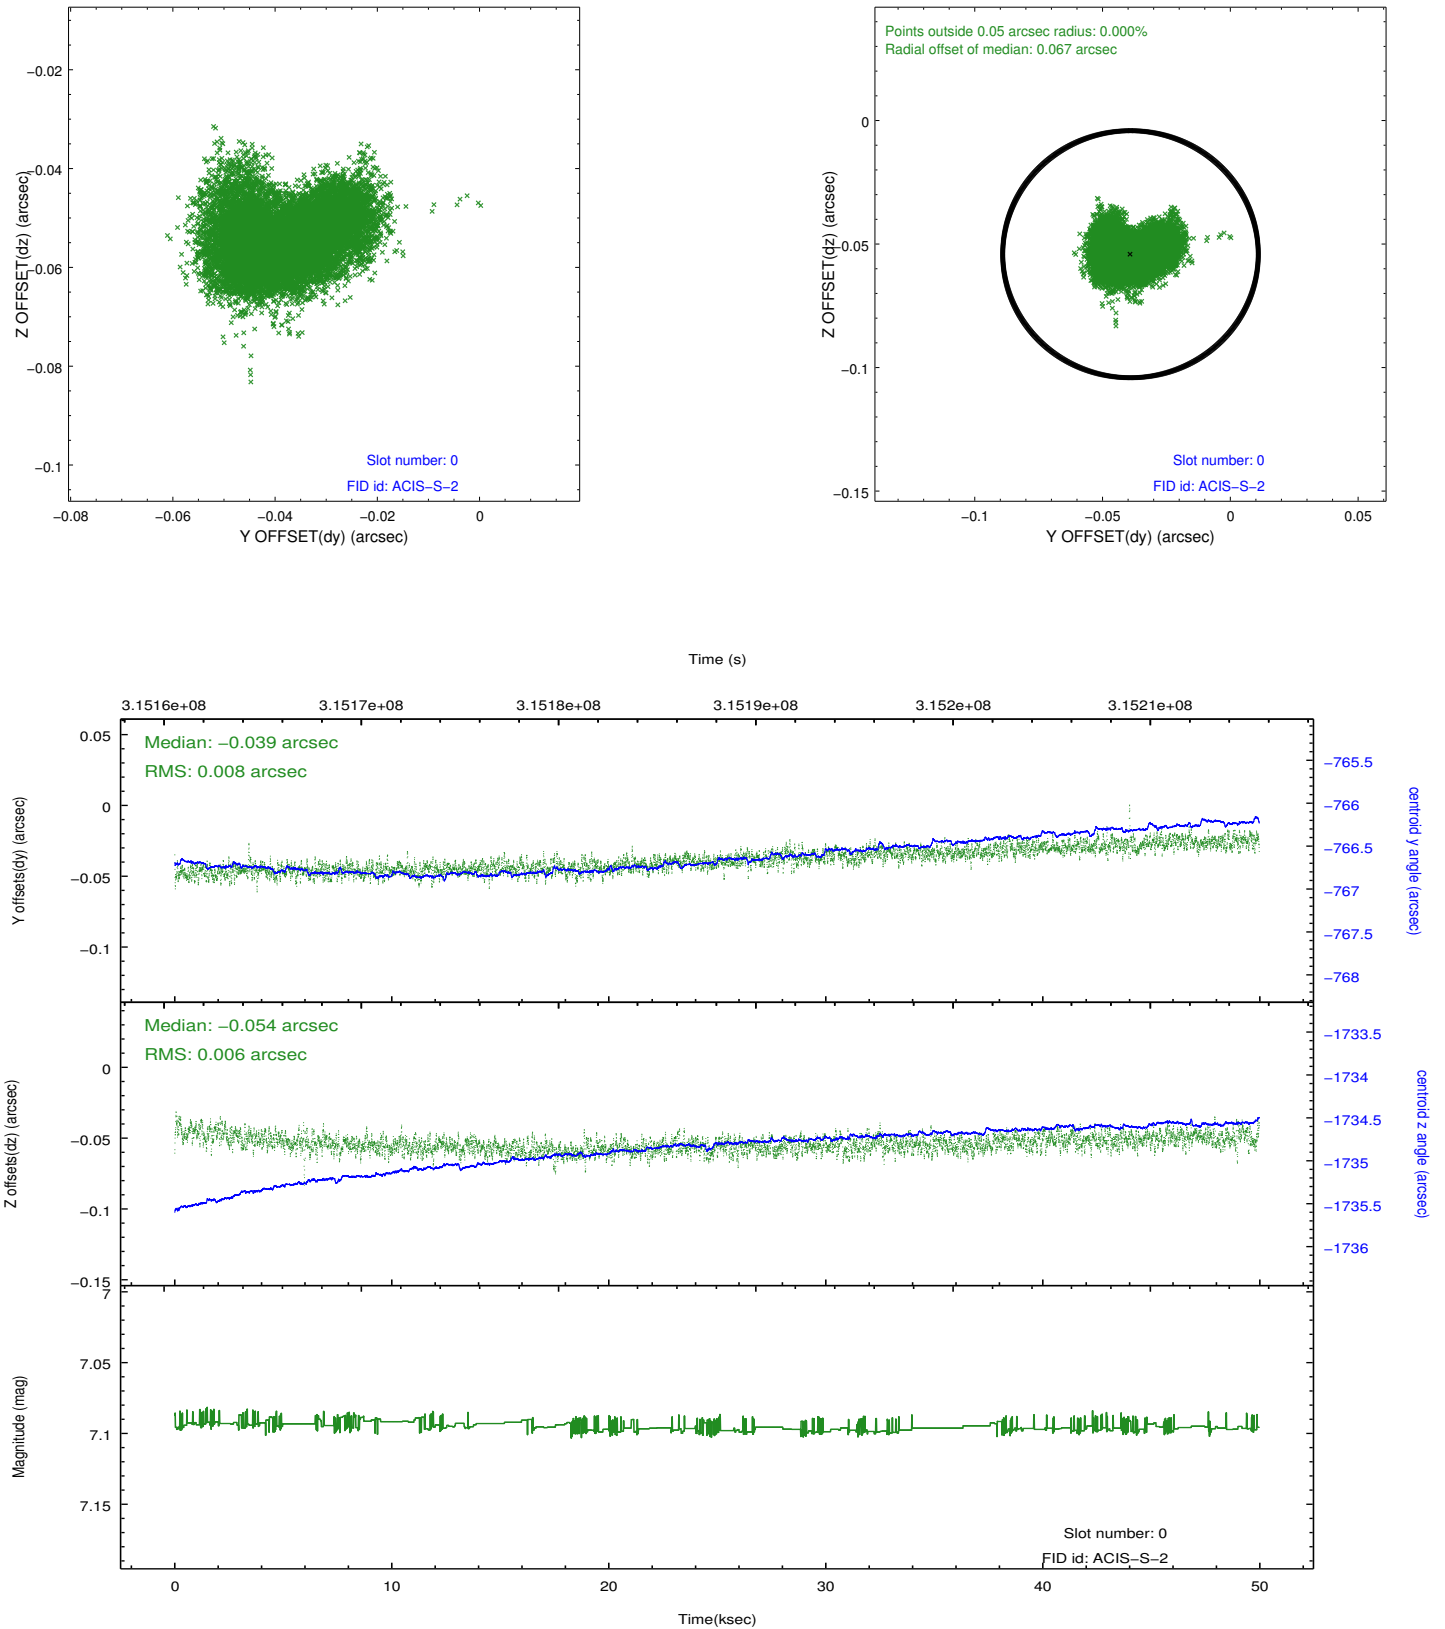 −0.02
−0.04
−0.06
−0.08
−0.1
Z OFFSET(dz) (arcsec)
Slot number: 0
FID id: ACIS−S−2
−0.08
−0.06
−0.04
−0.02
0
Y OFFSET(dy) (arcsec)
Points outside 0.05 arcsec radius: 0.000%
Radial offset of median: 0.067 arcsec
0
−0.05
−0.1
−0.15
Z OFFSET(dz) (arcsec)
Slot number: 0
FID id: ACIS−S−2
−0.1
−0.05
0
0.05
Y OFFSET(dy) (arcsec)
Time (s)
3.1516e+08
3.1517e+08
3.1518e+08
3.1519e+08
3.152e+08
3.1521e+08
Median: −0.039 arcsec
RMS: 0.008 arcsec
0.05
0
−0.05
−0.1
Y offsets(dy) (arcsec)
−765.5
−766
−766.5
−767
−767.5
−768
centroid y angle (arcsec)
Median: −0.054 arcsec
RMS: 0.006 arcsec
0
−0.05
−0.1
−0.15
Z offsets(dz) (arcsec)
−1733.5
−1734
−1734.5
−1735
−1735.5
−1736
centroid z angle (arcsec)
7
7.05
7.1
7.15
Magnitude (mag)
Slot number: 0
FID id: ACIS−S−2
0
10
20
30
40
50
Time(ksec)